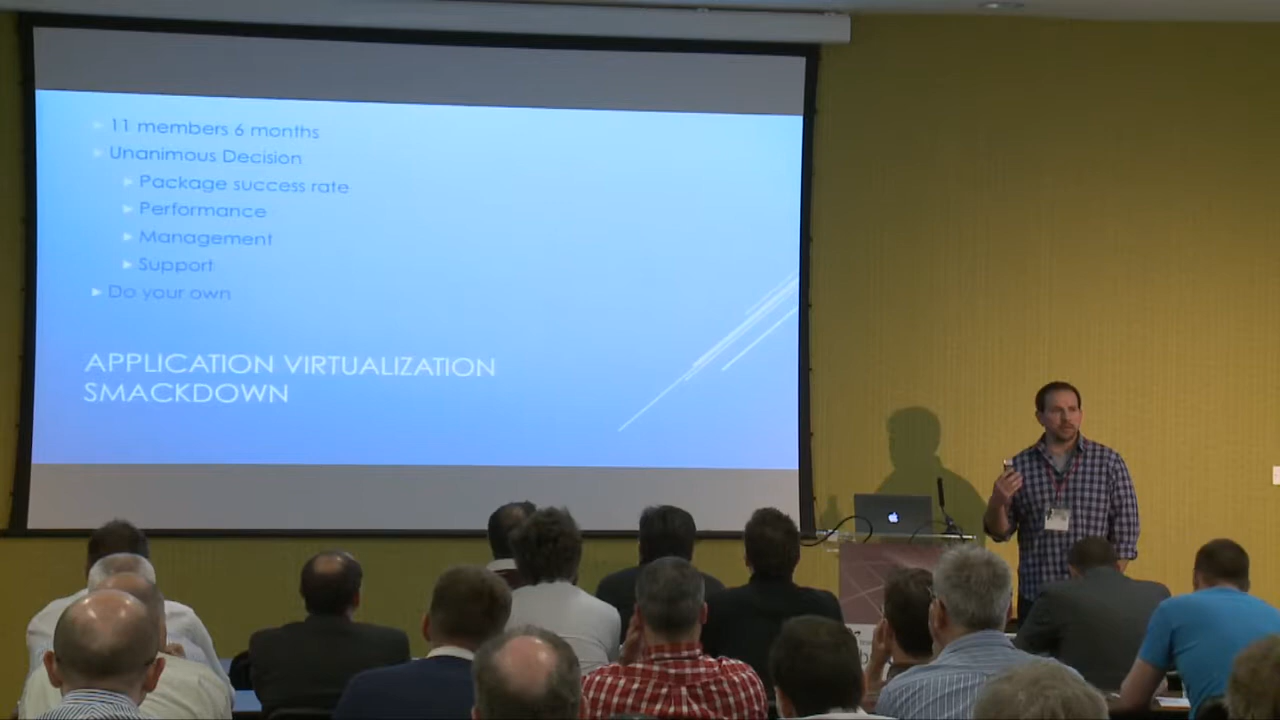 11 members 6 months
Unanimous Decision
Package success rate
Performance
Management
Support
Do your own
APPLICATION VIRTUALIZATION
SMACKDOWN